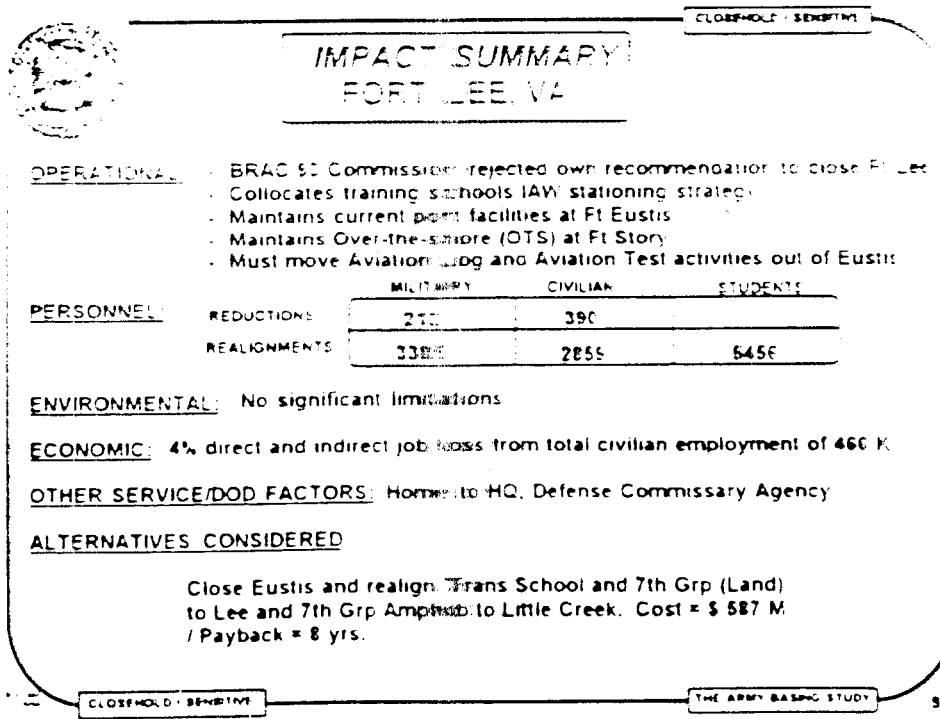 CLOSEHOLD / SENSITIVE
IMPACT SUMMARY
FORT LEE, VA
OPERATIONAL: - BRAC Commission rejected own recommendation to close Ft Lee
- Collocates training schools IAW stationing strategy
- Maintains current port facilities at Ft Eustis
- Maintains Over-the-shore (OTS) at Ft Story
- Must move Aviation Log and Aviation Test activities out of Eustis
MILITARY CIVILIAN STUDENTS
PERSONNEL: REDUCTIONS 390
REALIGNMENTS 2855 5456
ENVIRONMENTAL: No significant limitations
ECONOMIC: 4% direct and indirect job loss from total civilian employment of 466 K
OTHER SERVICE/DOD FACTORS: Home to HQ, Defense Commissary Agency
ALTERNATIVES CONSIDERED
Close Eustis and realign Trans School and 7th Grp (Land)
to Lee and 7th Grp Amphib to Little Creek. Cost = $ 587 M
/ Payback = 8 yrs.
CLOSEHOLD / SENSITIVE THE ARMY BASING STUDY